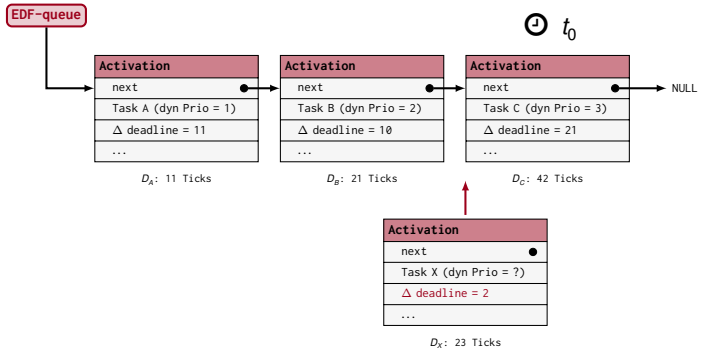 EDF-queue
t0
Activation
next
Task A (dyn Prio = 1)
Δ deadline = 11
...
D_A: 11 Ticks
Activation
next
Task B (dyn Prio = 2)
Δ deadline = 10
...
D_B: 21 Ticks
Activation
next
Task C (dyn Prio = 3)
Δ deadline = 21
...
D_C: 42 Ticks
NULL
Activation
next
Task X (dyn Prio = ?)
Δ deadline = 2
...
D_X: 23 Ticks